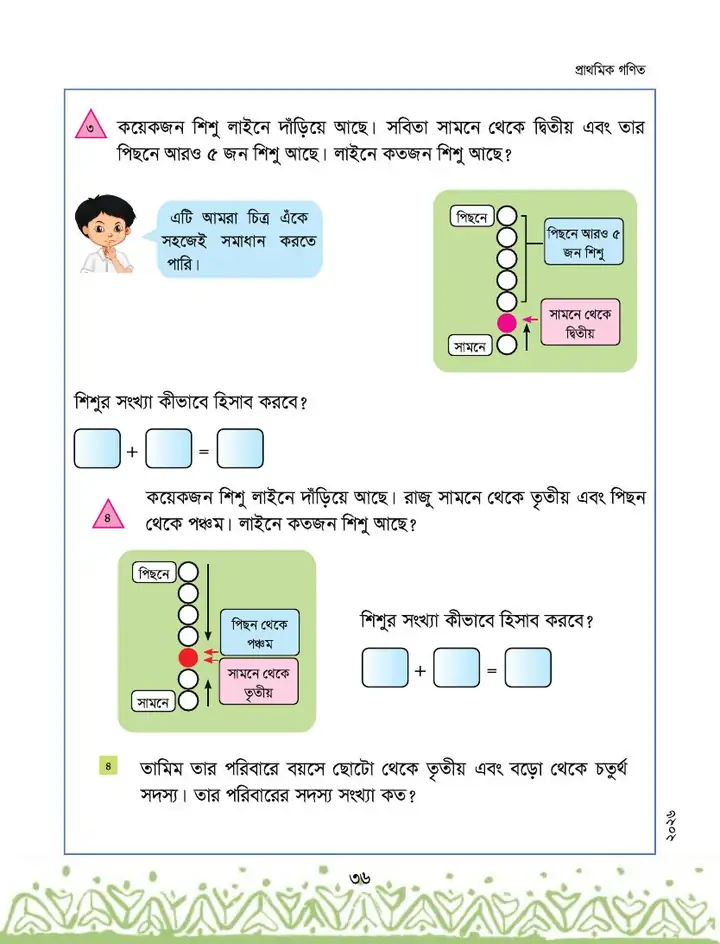 প্রাথমিক গণিত
৩
কয়েকজন শিশু লাইনে দাঁড়িয়ে আছে। সবিতা সামনে থেকে দ্বিতীয় এবং তার
পিছনে আরও ৫ জন শিশু আছে। লাইনে কতজন শিশু আছে?
এটি আমরা চিত্র এঁকে
সহজেই সমাধান করতে
পারি।
পিছনে
পিছনে আরও ৫
জন শিশু
সামনে থেকে
দ্বিতীয়
সামনে
শিশুর সংখ্যা কীভাবে হিসাব করবে?
+ =
৪
কয়েকজন শিশু লাইনে দাঁড়িয়ে আছে। রাজু সামনে থেকে তৃতীয় এবং পিছন
থেকে পঞ্চম। লাইনে কতজন শিশু আছে?
পিছনে
পিছন থেকে
পঞ্চম
সামনে থেকে
তৃতীয়
সামনে
শিশুর সংখ্যা কীভাবে হিসাব করবে?
+ =
৪
তামিম তার পরিবারে বয়সে ছোটো থেকে তৃতীয় এবং বড়ো থেকে চতুর্থ
সদস্য। তার পরিবারের সদস্য সংখ্যা কত?
২০২৬
৩৬